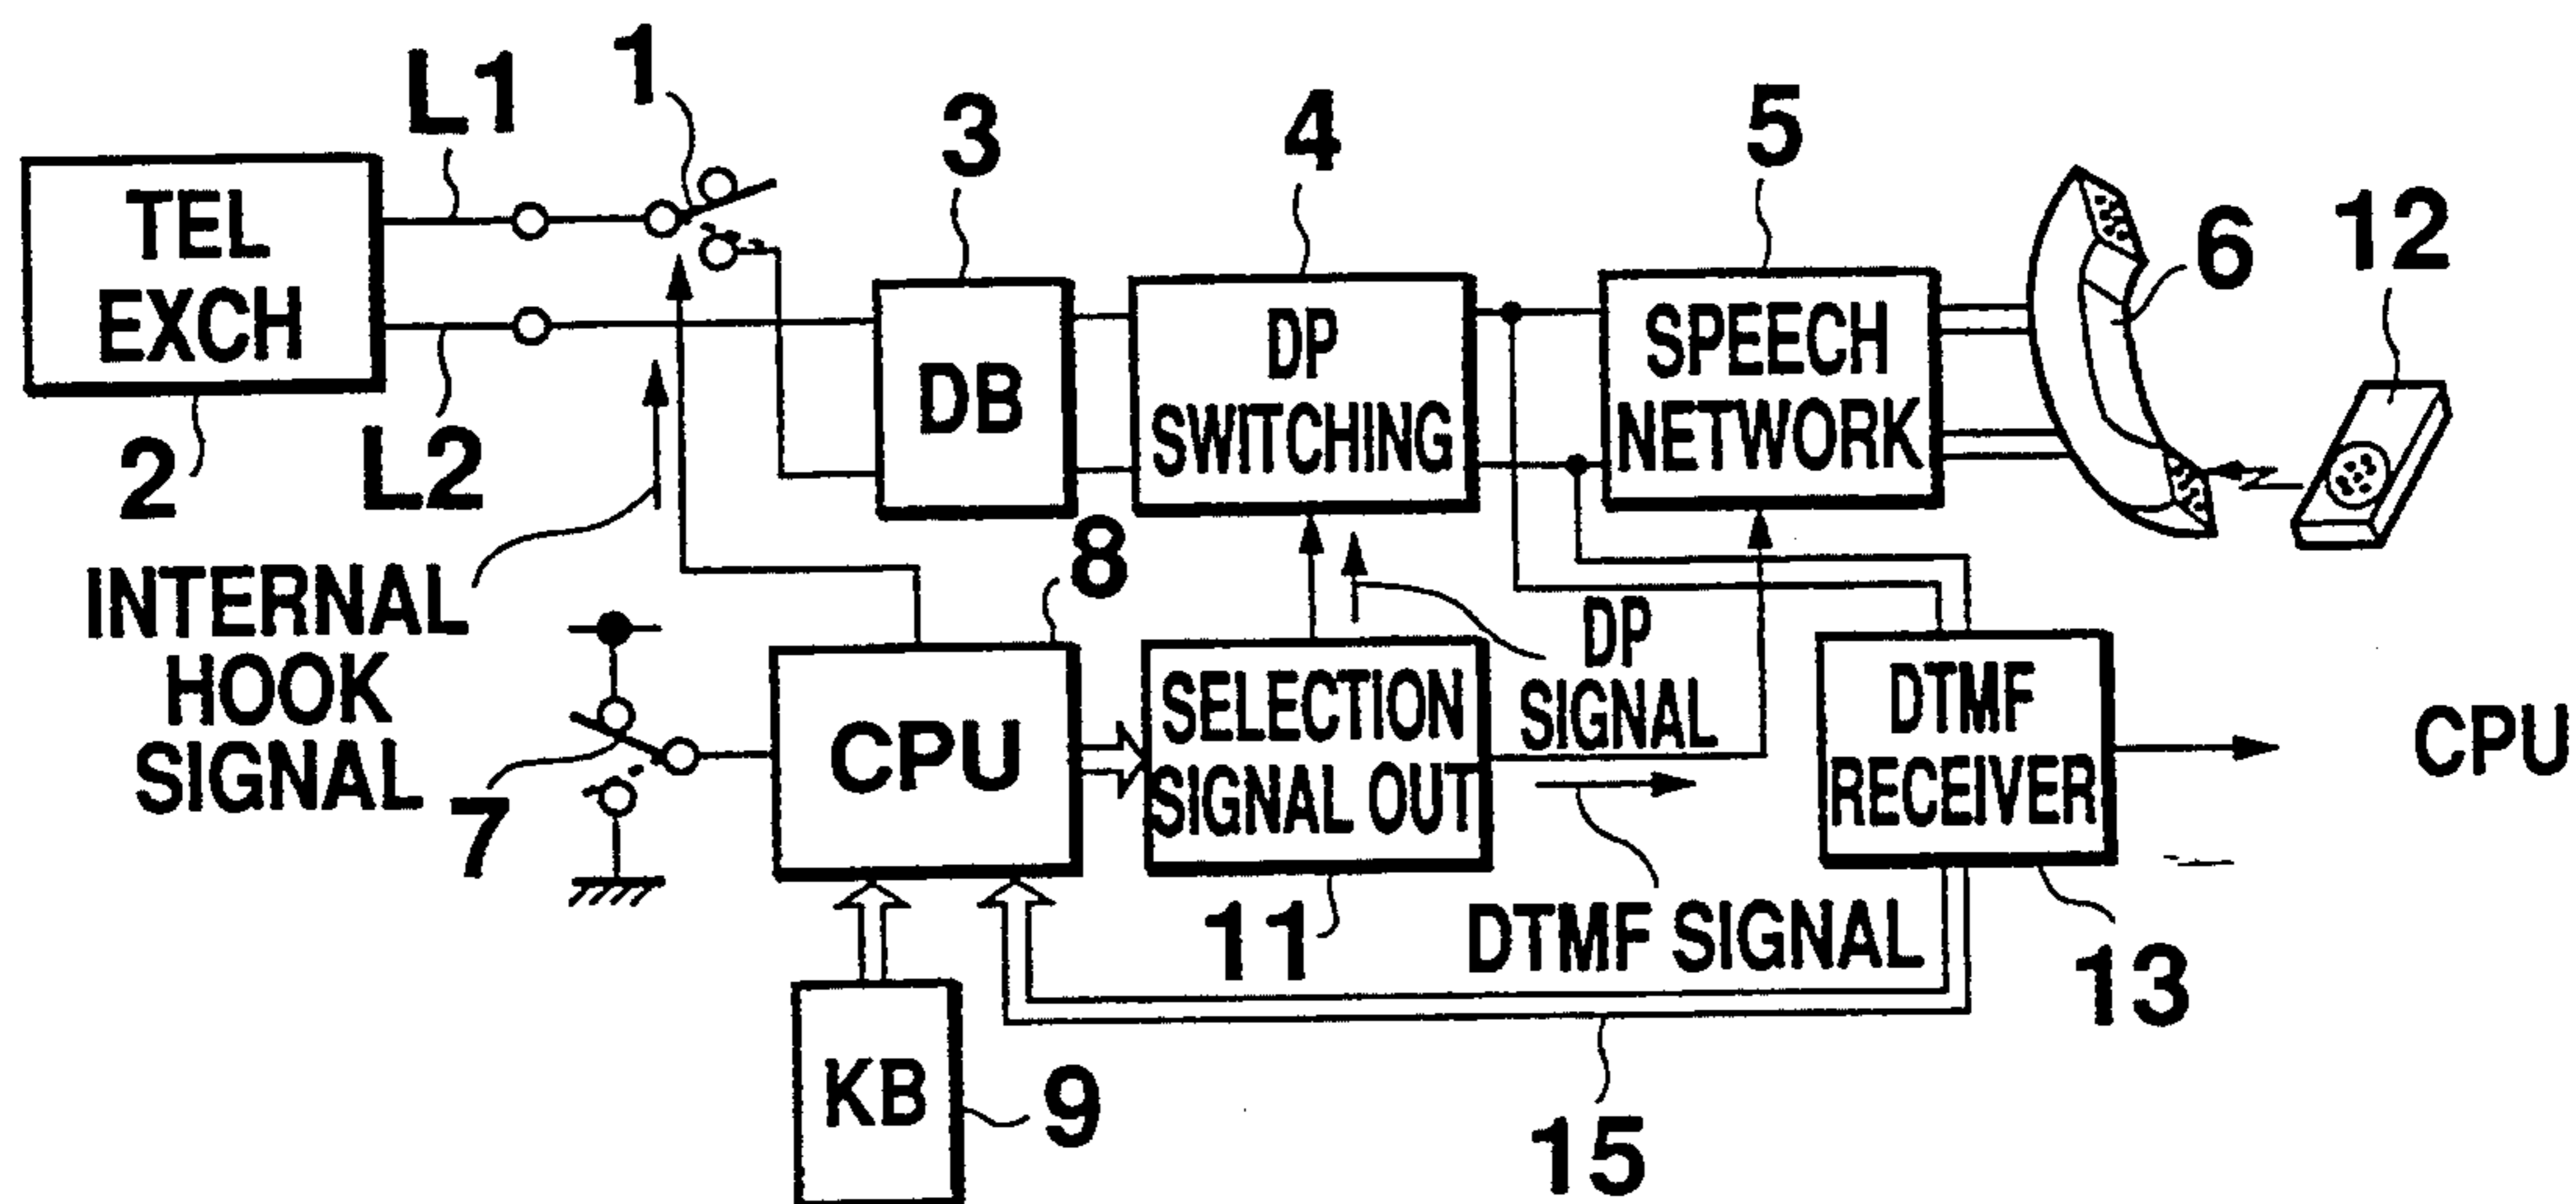 L1
1
3
4
5
6
12
TEL
EXCH
2
L2
DB
DP
SWITCHING
SPEECH
NETWORK
INTERNAL
HOOK
SIGNAL
7
8
CPU
SELECTION
SIGNAL OUT
11
DP
SIGNAL
DTMF SIGNAL
DTMF
RECEIVER
13
CPU
KB
9
15